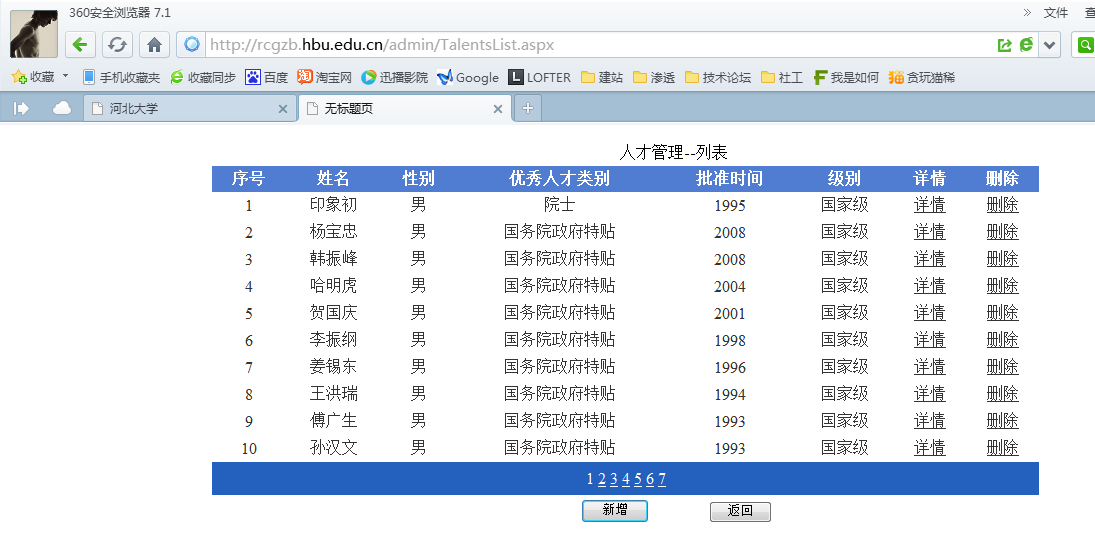 360安全浏览器 7.1
» 文件 查
http://rcgzb.hbu.edu.cn/admin/TalentsList.aspx
收藏 手机收藏夹 收藏同步 百度 淘宝网 迅播影院 Google LOFTER 建站 渗透 技术论坛 社工 我是如何 贪玩猫稀
河北大学 无标题页
人才管理--列表
序号 姓名 性别 优秀人才类别 批准时间 级别 详情 删除
1 印象初 男 院士 1995 国家级 详情 删除
2 杨宝忠 男 国务院政府特贴 2008 国家级 详情 删除
3 韩振峰 男 国务院政府特贴 2008 国家级 详情 删除
4 哈明虎 男 国务院政府特贴 2004 国家级 详情 删除
5 贺国庆 男 国务院政府特贴 2001 国家级 详情 删除
6 李振纲 男 国务院政府特贴 1998 国家级 详情 删除
7 姜锡东 男 国务院政府特贴 1996 国家级 详情 删除
8 王洪瑞 男 国务院政府特贴 1994 国家级 详情 删除
9 傅广生 男 国务院政府特贴 1993 国家级 详情 删除
10 孙汉文 男 国务院政府特贴 1993 国家级 详情 删除
1 2 3 4 5 6 7
新增 返回